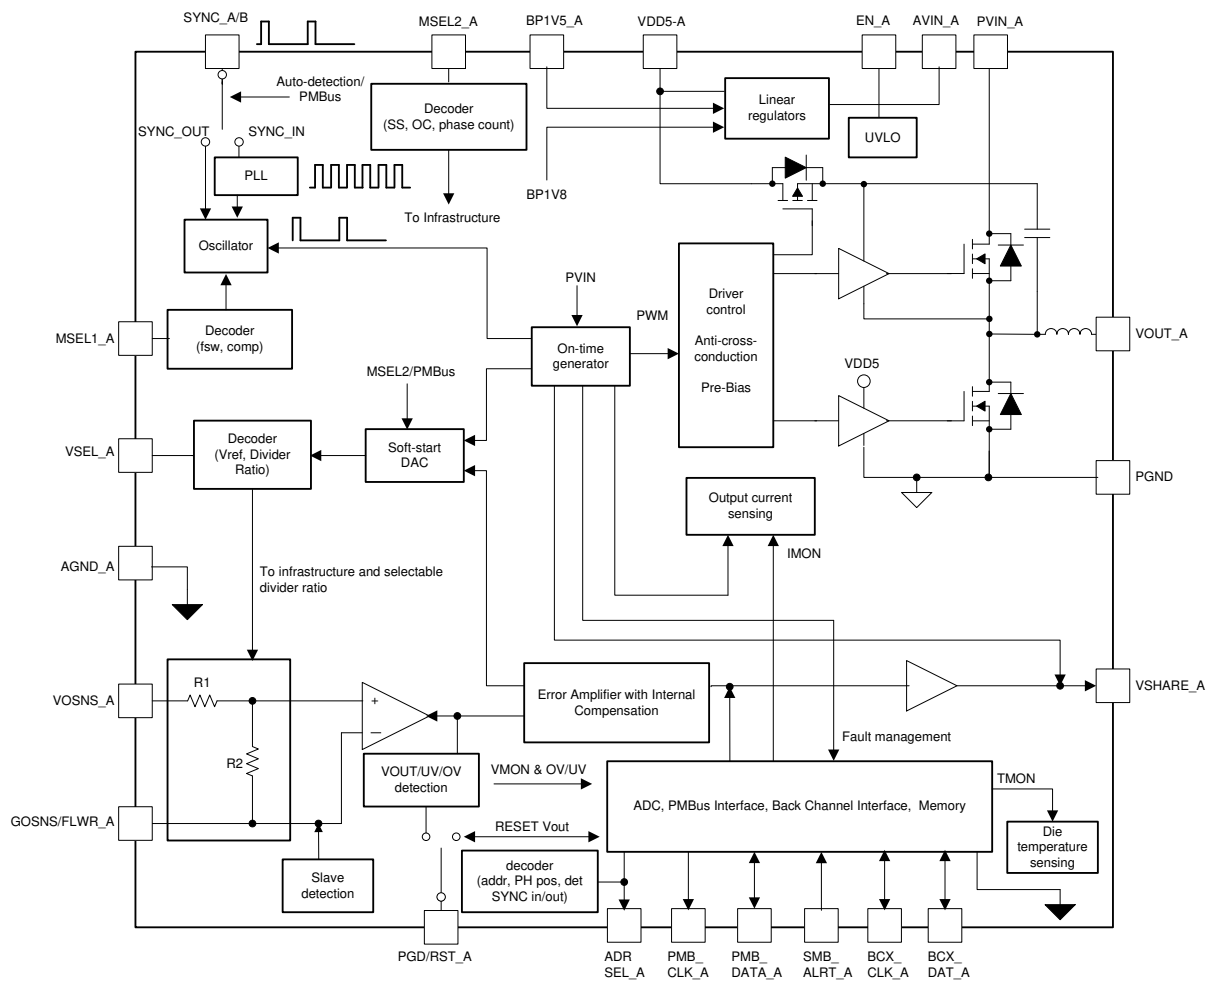 SYNC_A/B
MSEL2_A
BP1V5_A
VDD5-A
EN_A
AVIN_A
PVIN_A
Auto-detection/
PMBus
Decoder
(SS, OC, phase count)
Linear
regulators
UVLO
SYNC_OUT
SYNC_IN
PLL
BP1V8
To Infrastructure
Oscillator
PVIN
PWM
Driver
control
Anti-cross-
conduction
Pre-Bias
MSEL1_A
Decoder
(fsw, comp)
On-time
generator
VOUT_A
MSEL2/PMBus
VDD5
VSEL_A
Decoder
(Vref, Divider
Ratio)
Soft-start
DAC
PGND
Output current
sensing
IMON
AGND_A
To infrastructure and selectable
divider ratio
VOSNS_A
R1
R2
+
–
Error Amplifier with Internal
Compensation
VSHARE_A
Fault management
VOUT/UV/OV
detection
VMON & OV/UV
ADC, PMBus Interface, Back Channel Interface, Memory
TMON
GOSNS/FLWR_A
RESET Vout
Die
temperature
sensing
Slave
detection
decoder
(addr, PH pos, det
SYNC in/out)
PGD/RST_A
ADR
SEL_A
PMB_
CLK_A
PMB_
DATA_A
SMB_
ALRT_A
BCX_
CLK_A
BCX_
DAT_A